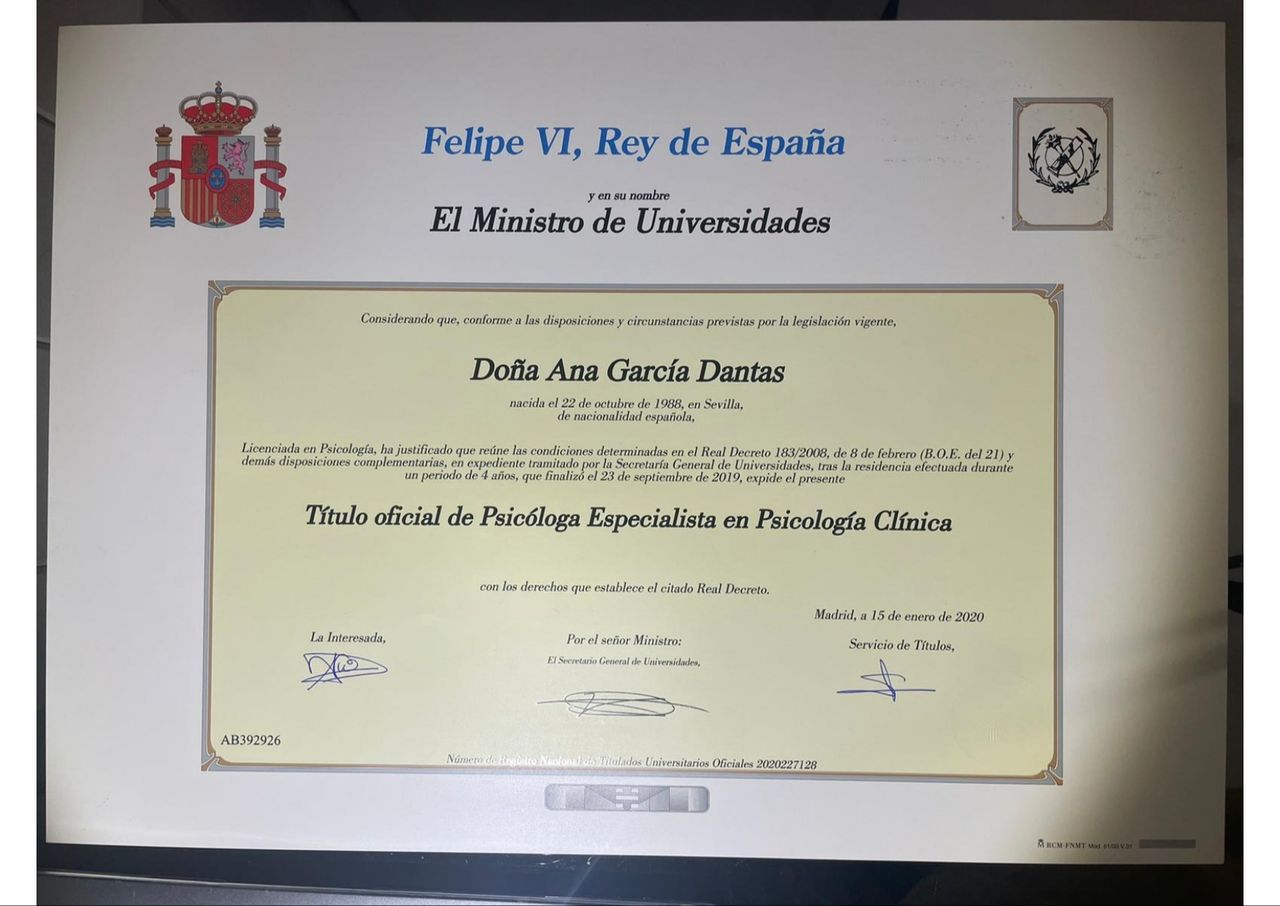 Felipe VI, Rey de España
y en su nombre
El Ministro de Universidades
Considerando que, conforme a las disposiciones y circunstancias previstas por la legislación vigente,
Doña Ana García Dantas
nacida el 22 de octubre de 1988, en Sevilla,
de nacionalidad española,
Licenciada en Psicología, ha justificado que reúne las condiciones determinadas en el Real Decreto 183/2008, de 8 de febrero (B.O.E. del 21) y
demás disposiciones complementarias, en expediente tramitado por la Secretaría General de Universidades, tras la residencia efectuada durante
un periodo de 4 años, que finalizó el 23 de septiembre de 2019, expide el presente
Título oficial de Psicóloga Especialista en Psicología Clínica
con los derechos que establece el citado Real Decreto.
Madrid, a 15 de enero de 2020
La Interesada,
Por el señor Ministro:
Servicio de Títulos,
El Secretario General de Universidades,
AB392926
Número de Registro Nacional de Titulados Universitarios Oficiales 2020227128
RCM-FNMT Mod.